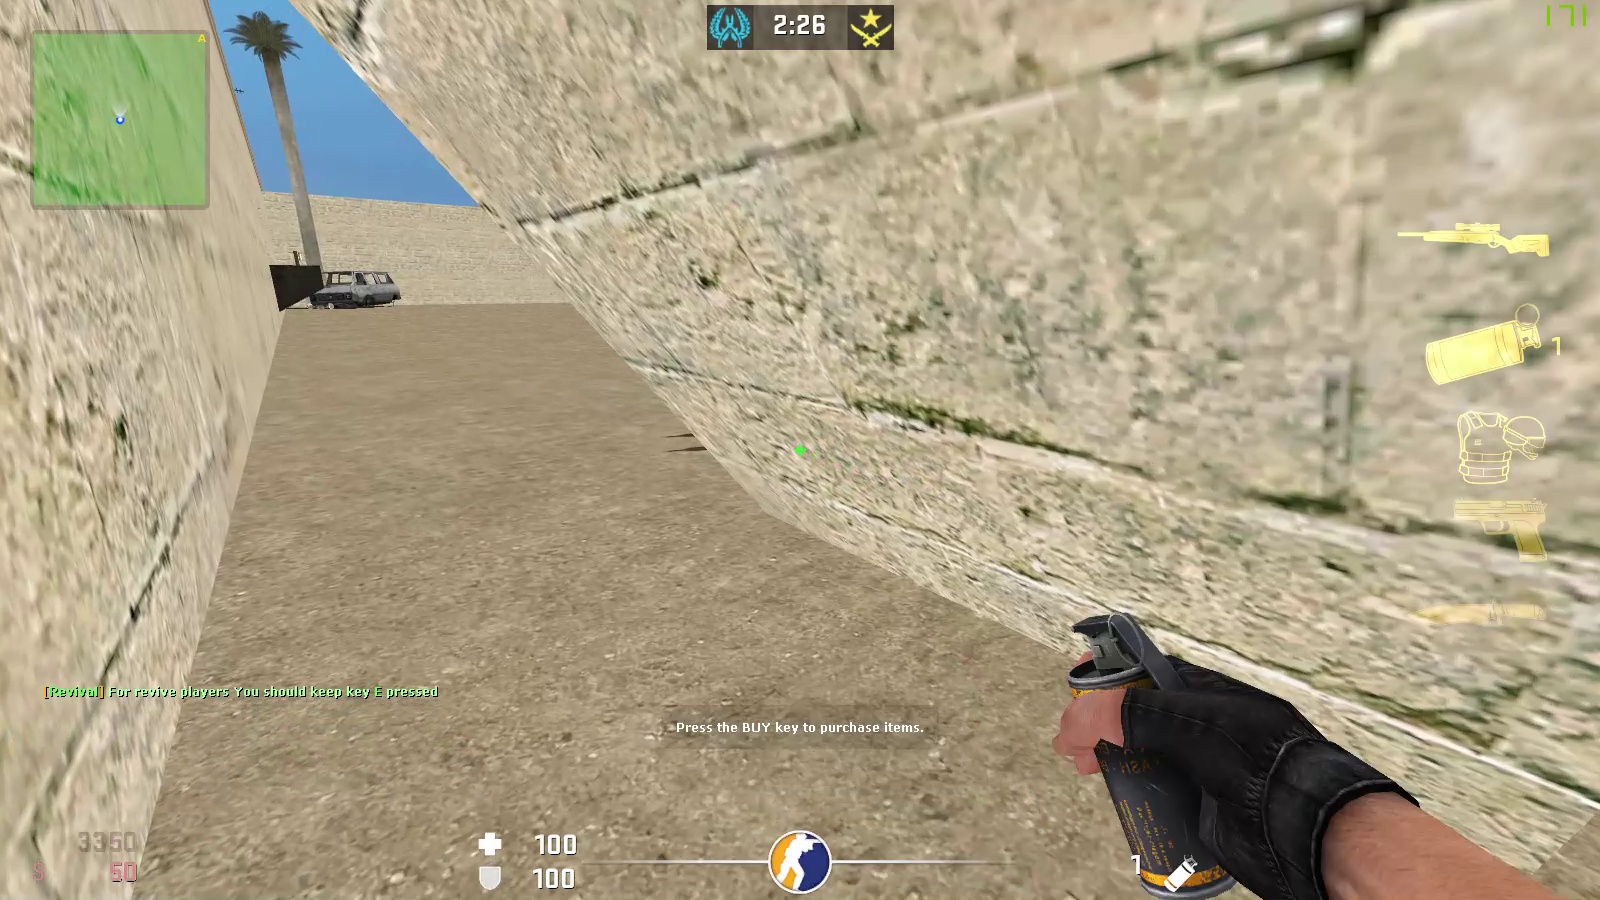 A
2:26
171
1
[Revival] For revive players You should keep key E pressed
Press the BUY key to purchase items.
3350
$ 50
100
100
1